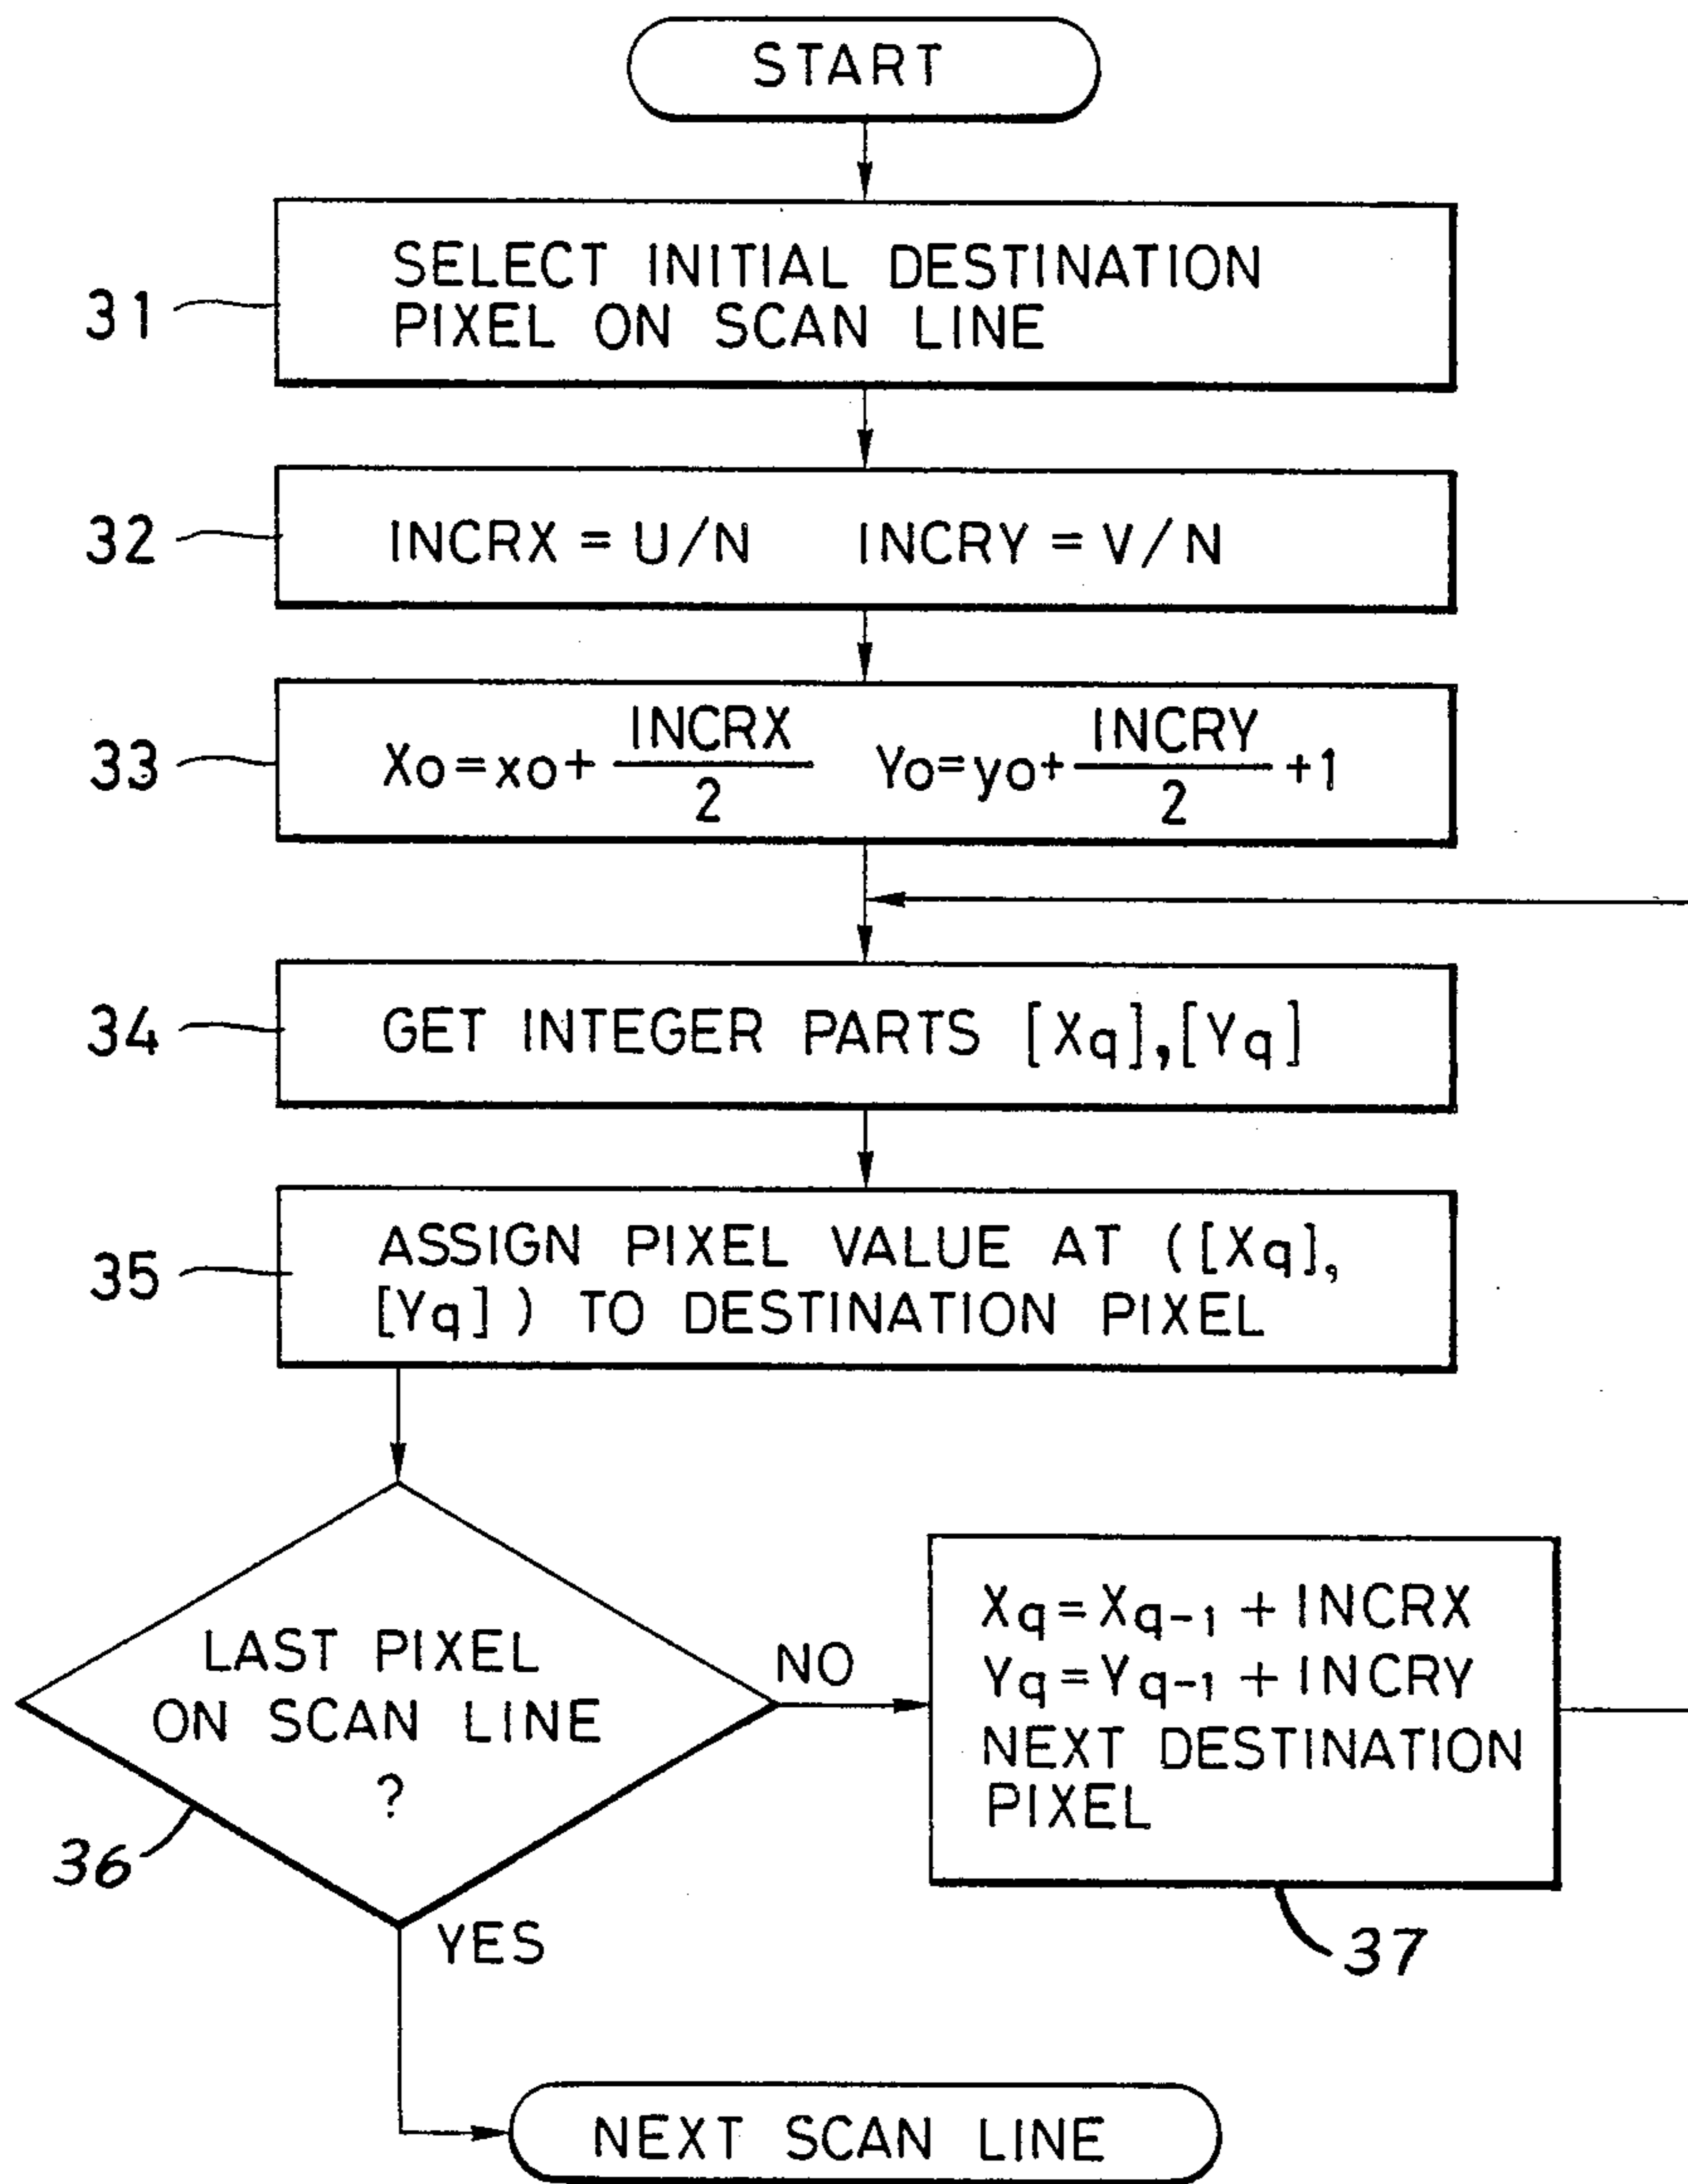 START
31
SELECT INITIAL DESTINATION
PIXEL ON SCAN LINE
32
INCRX = U/N INCRY = V/N
33
Xo = xo + INCRX/2 Yo = yo + INCRY/2 + 1
34
GET INTEGER PARTS [Xq],[Yq]
35
ASSIGN PIXEL VALUE AT ([Xq],
[Yq]) TO DESTINATION PIXEL
LAST PIXEL
ON SCAN LINE
?
36
NO
YES
Xq = Xq-1 + INCRX
Yq = Yq-1 + INCRY
NEXT DESTINATION
PIXEL
37
NEXT SCAN LINE